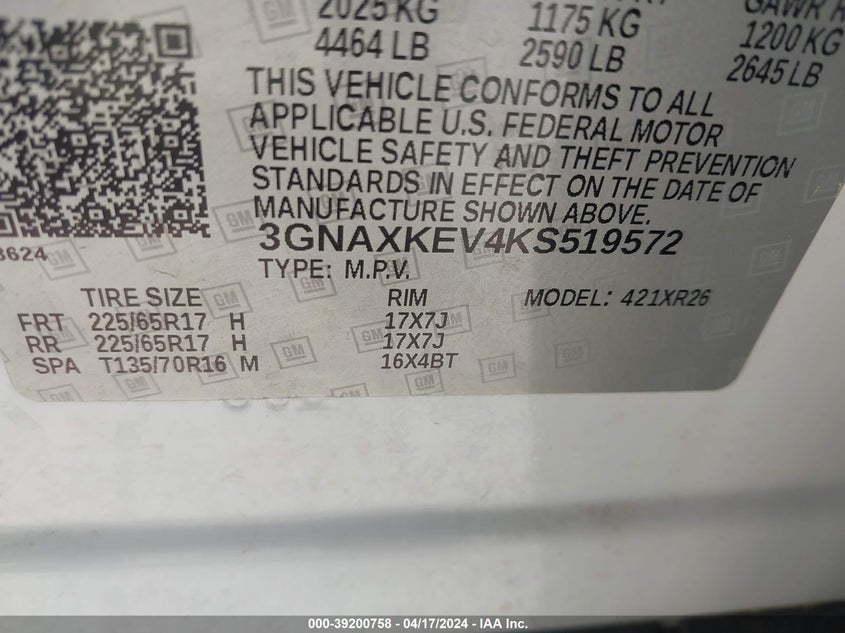 2025 KG 1175 KG 1200 KG
4464 LB 2590 LB 2645 LB
THIS VEHICLE CONFORMS TO ALL
APPLICABLE U.S. FEDERAL MOTOR
VEHICLE SAFETY AND THEFT PREVENTION
STANDARDS IN EFFECT ON THE DATE OF
MANUFACTURE SHOWN ABOVE.
3GNAXKEV4KS519572
TYPE: M.P.V.
TIRE SIZE RIM MODEL: 421XR26
FRT 225/65R17 H 17X7J
RR 225/65R17 H 17X7J
SPA T135/70R16 M 16X4BT
000-39200758 - 04/17/2024 - IAA Inc.